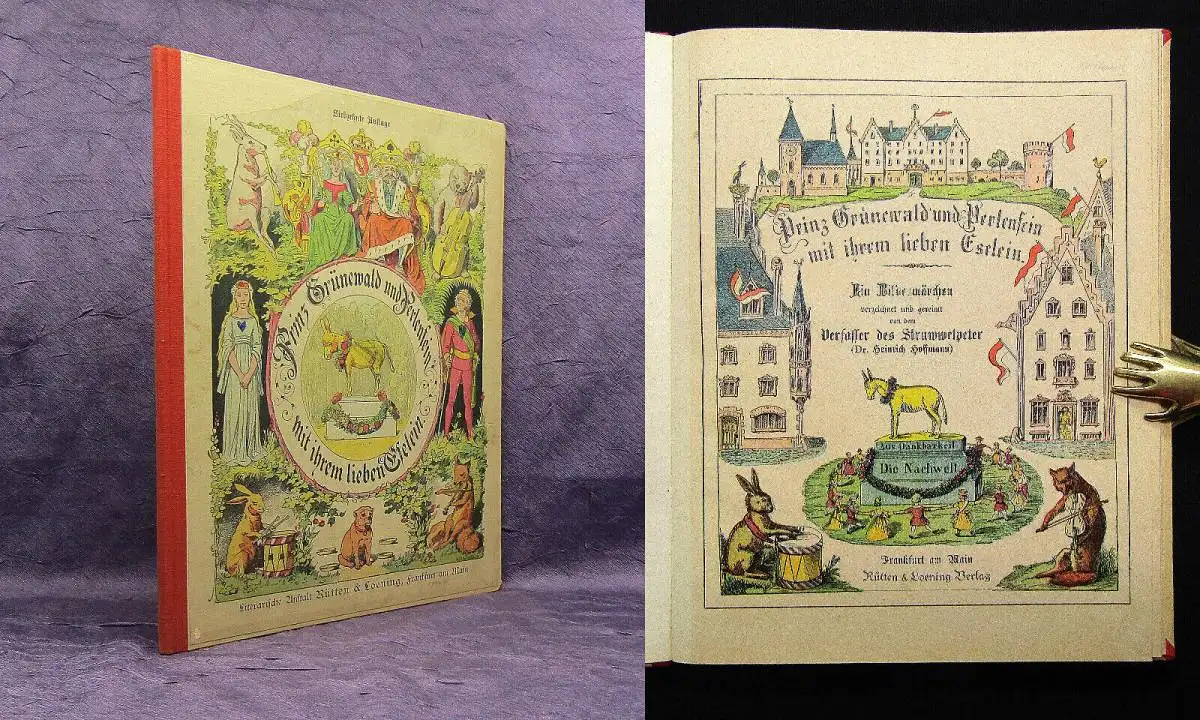 Siebzehnte Auflage
Prinz Grünewald und Perlenfein
mit ihrem lieben Eselein.
Literarische Anstalt Rütten & Loening, Frankfurt am Main
Prinz Grünewald und Perlenfein
mit ihrem lieben Eselein.
Ein Bildermärchen
verzeichnet und gereimt
von dem
Verfasser des Struwwelpeter
(Dr. Heinrich Hoffmann)
Aus Dankbarkeit
Die Nachwelt
Frankfurt am Main
Rütten & Loening Verlag